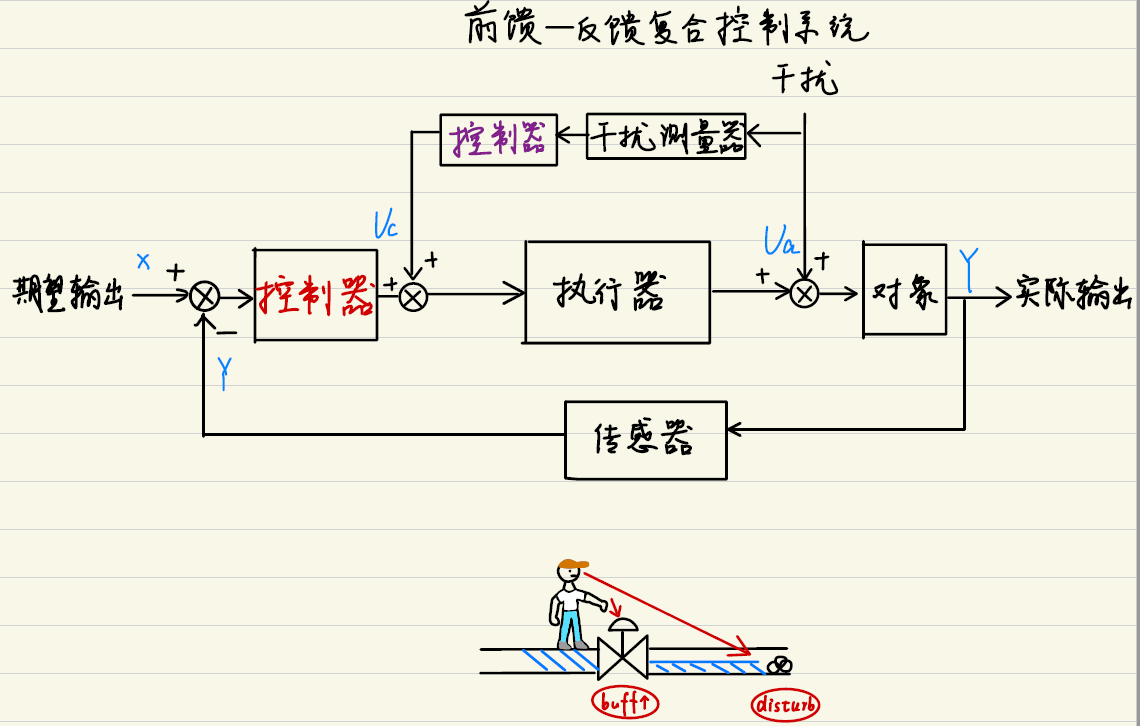 前馈—反馈复合控制系统
干扰
控制器
干扰测量器
Uc
Ua
x
+
+
+
+
+
Y
期望输出
控制器
执行器
对象
实际输出
−
Y
传感器
buff↑
disturb